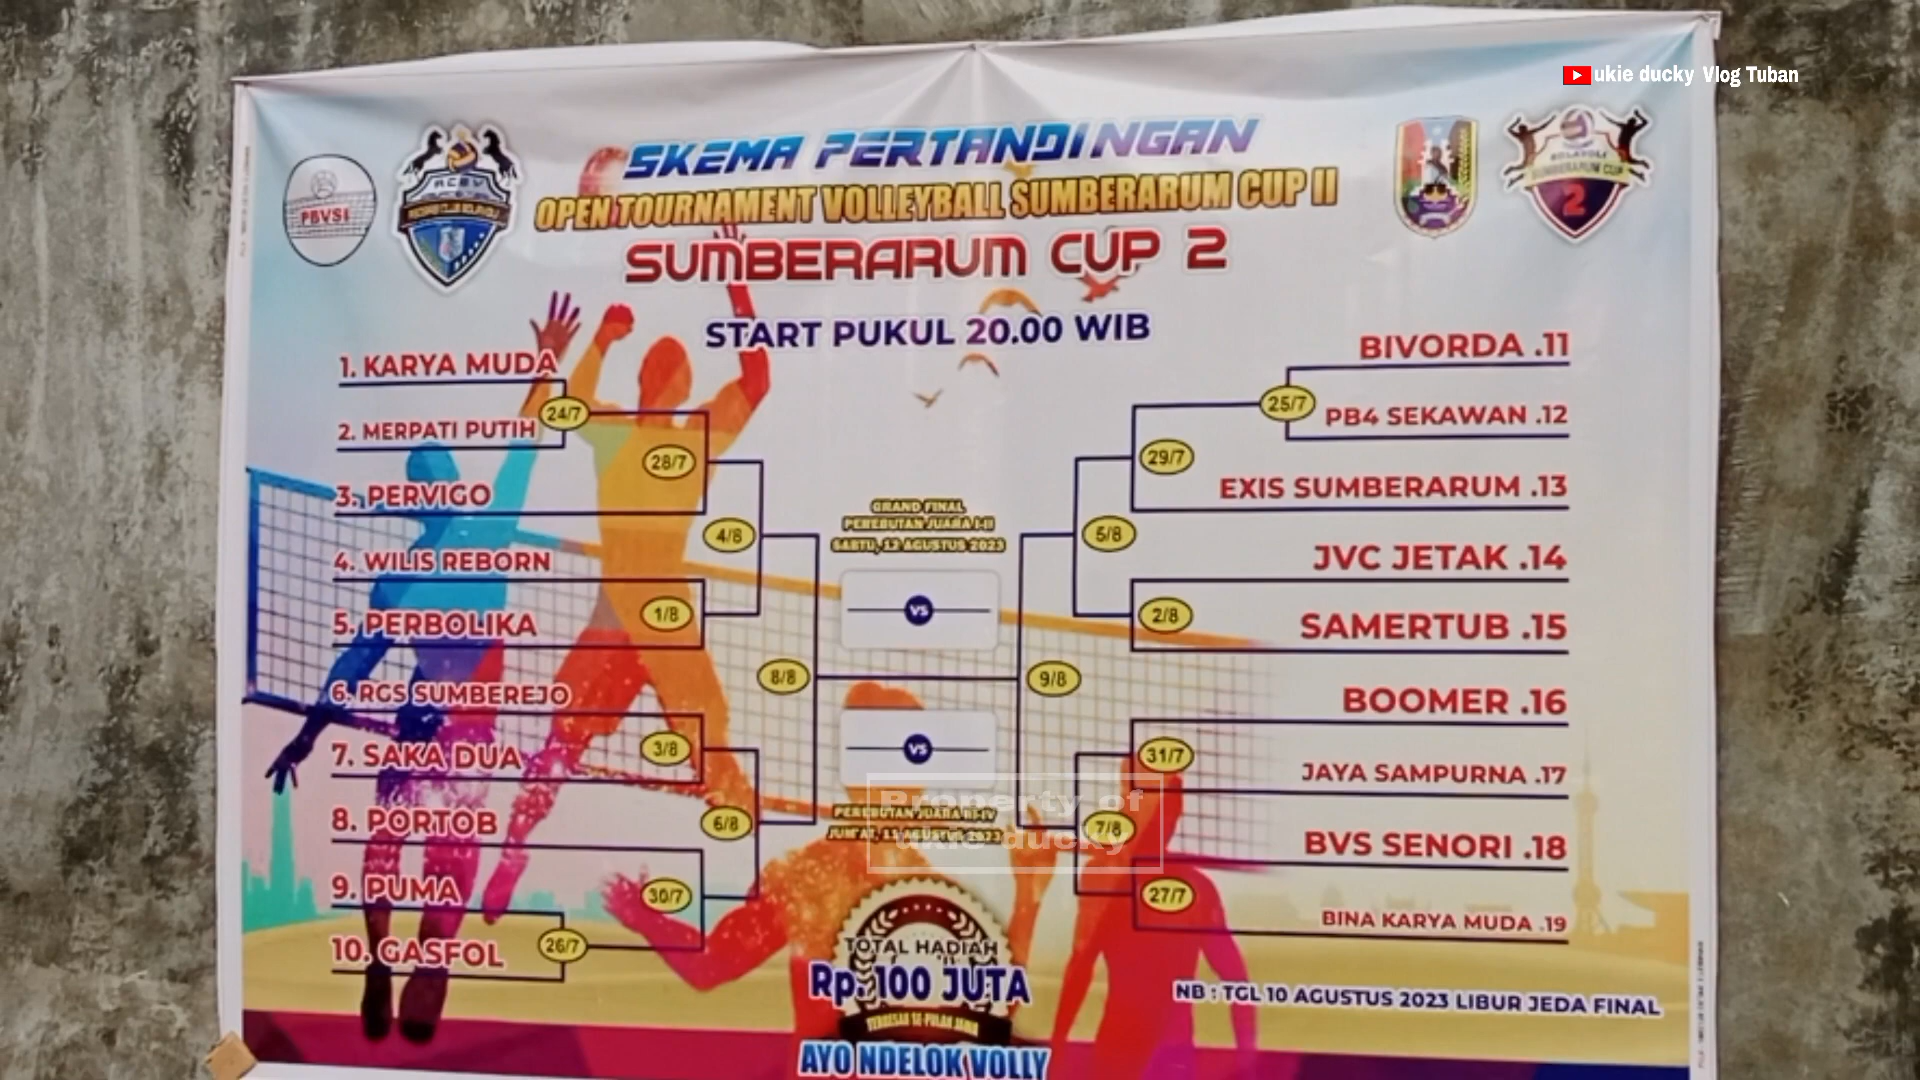 ukie ducky Vlog Tuban
SKEMA PERTANDINGAN
OPEN TOURNAMENT VOLLEYBALL SUMBERARUM CUP II
SUMBERARUM CUP 2
PBVSI
BOLAVOLI
SUMBERARUM CUP
2
START PUKUL 20.00 WIB
1. KARYA MUDA
24/7
2. MERPATI PUTIH
28/7
3. PERVIGO
4/8
4. WILIS REBORN
1/8
5. PERBOLIKA
8/8
6. RGS SUMBEREJO
3/8
7. SAKA DUA
6/8
8. PORTOB
30/7
9. PUMA
26/7
10. GASFOL
GRAND FINAL
PEREBUTAN JUARA I-II
SABTU, 12 AGUSTUS 2023
VS
VS
PEREBUTAN JUARA III-IV
JUM'AT, 11 AGUSTUS 2023
Property of
ukie ducky
BIVORDA .11
25/7
PB4 SEKAWAN .12
29/7
EXIS SUMBERARUM .13
5/8
JVC JETAK .14
2/8
SAMERTUB .15
9/8
BOOMER .16
31/7
JAYA SAMPURNA .17
7/8
BVS SENORI .18
27/7
BINA KARYA MUDA .19
TOTAL HADIAH
Rp. 100 JUTA
TERBESAR SE-PULAU JAWA
AYO NDELOK VOLLY
NB : TGL 10 AGUSTUS 2023 LIBUR JEDA FINAL